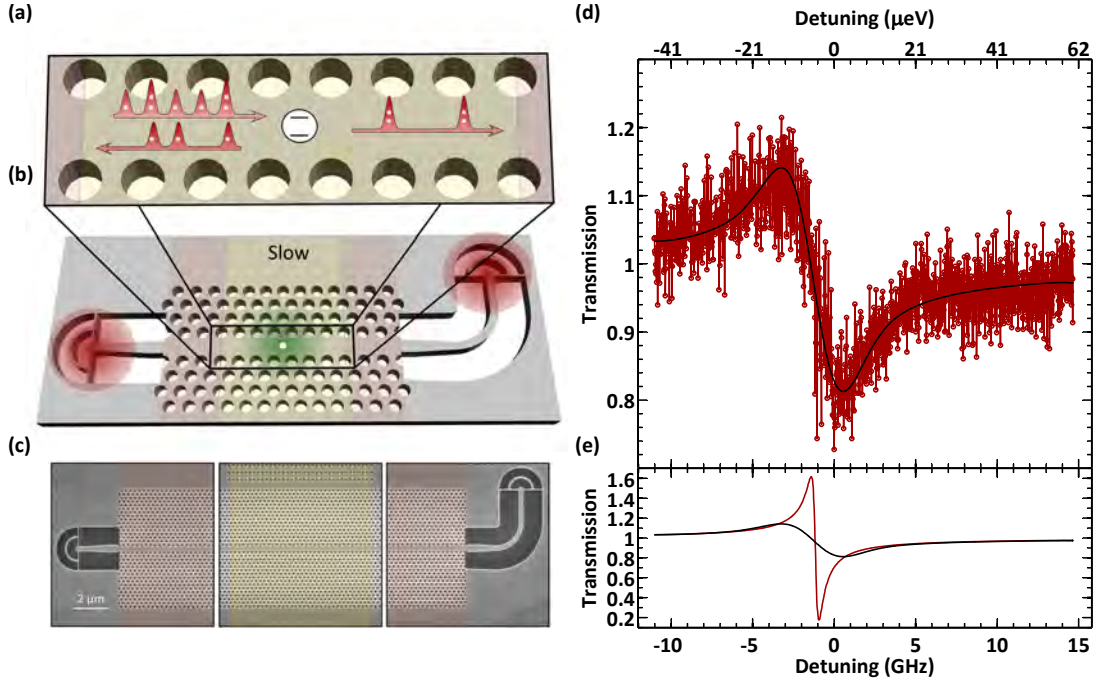 (a)
(b)
Slow
(c)
2 μm
(d)
Detuning (μeV)
-41 -21 0 21 41 62
Transmission
1.2
1.1
1
0.9
0.8
(e)
Transmission
1.6
1.4
1.2
1.0
0.8
0.6
0.4
0.2
-10 -5 0 5 10 15
Detuning (GHz)